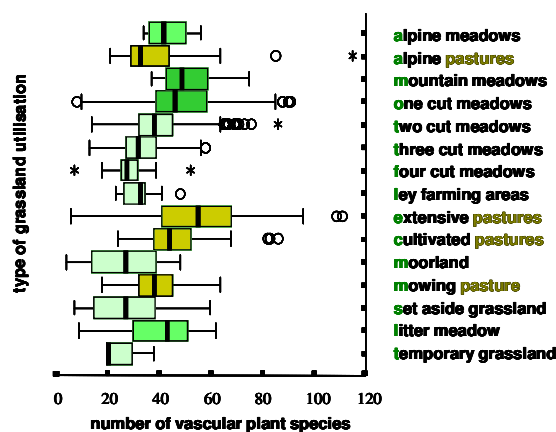 type of grassland utilisation
alpine meadows
alpine pastures
mountain meadows
one cut meadows
two cut meadows
three cut meadows
four cut meadows
ley farming areas
extensive pastures
cultivated pastures
moorland
mowing pasture
set aside grassland
litter meadow
temporary grassland
0 20 40 60 80 100 120
number of vascular plant species